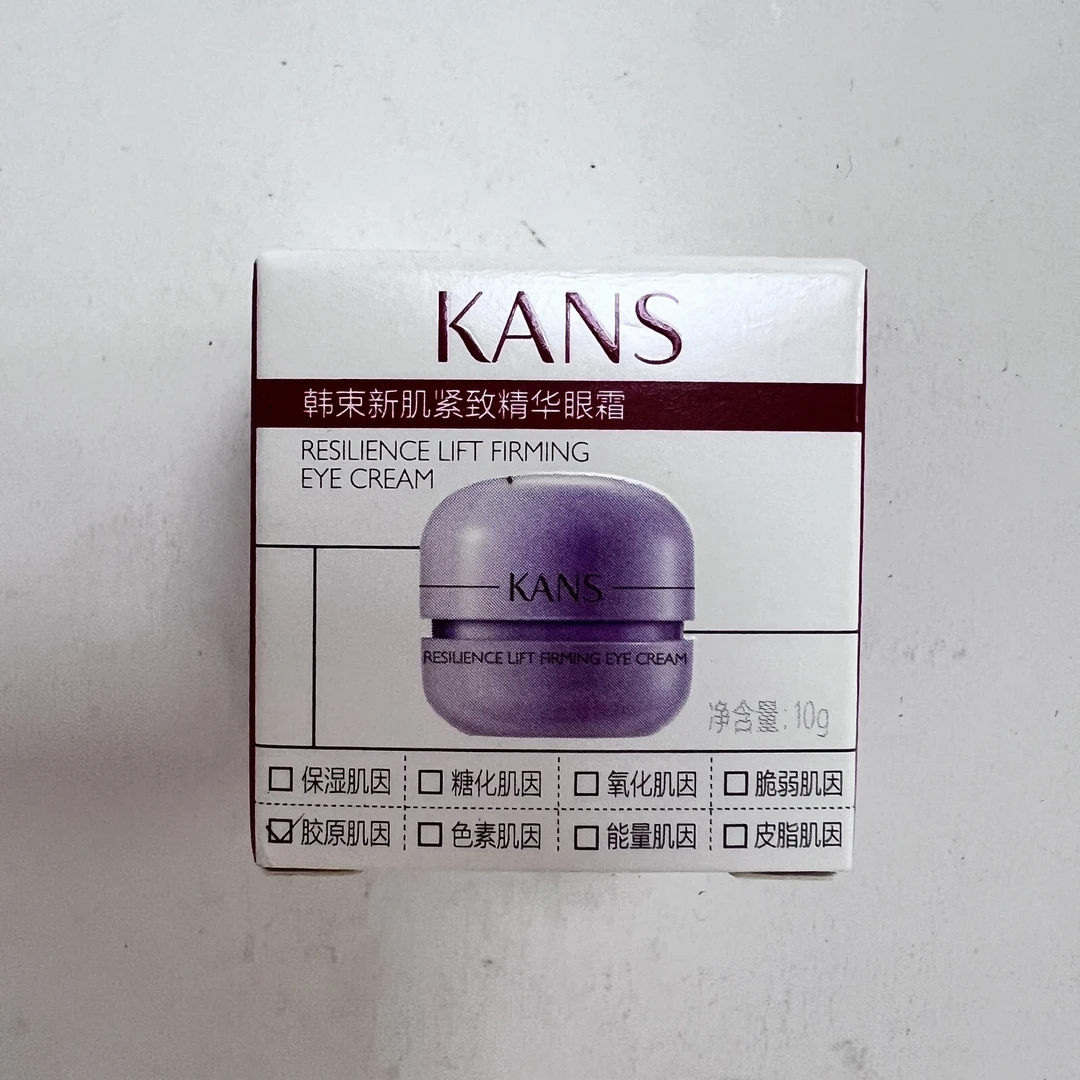 KANS
韩束新肌紧致精华眼霜
RESILIENCE LIFT FIRMING
EYE CREAM
KANS
RESILIENCE LIFT FIRMING EYE CREAM
净含量:10g
保湿肌因 糖化肌因 氧化肌因 脆弱肌因
胶原肌因 色素肌因 能量肌因 皮脂肌因